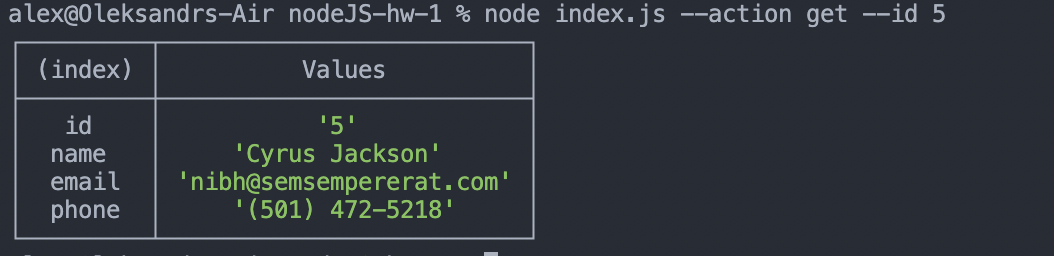 alex@Oleksandrs-Air nodeJS-hw-1 % node index.js --action get --id 5
(index) Values
id '5'
name 'Cyrus Jackson'
email 'nibh@semsempererat.com'
phone '(501) 472-5218'